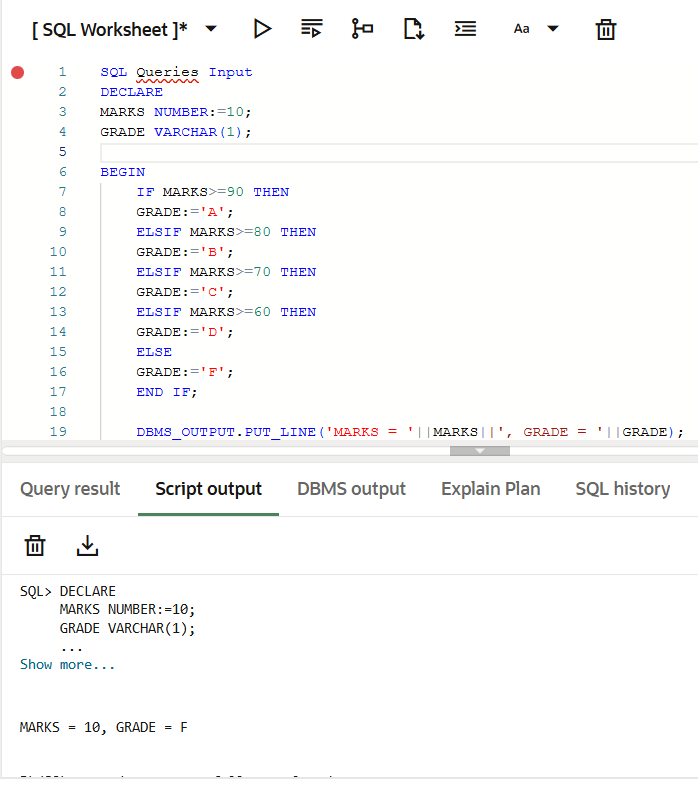 [ SQL Worksheet ]*
Aa
1 SQL Queries Input
2 DECLARE
3 MARKS NUMBER:=10;
4 GRADE VARCHAR(1);
5
6 BEGIN
7 IF MARKS>=90 THEN
8 GRADE:='A';
9 ELSIF MARKS>=80 THEN
10 GRADE:='B';
11 ELSIF MARKS>=70 THEN
12 GRADE:='C';
13 ELSIF MARKS>=60 THEN
14 GRADE:='D';
15 ELSE
16 GRADE:='F';
17 END IF;
18
19 DBMS_OUTPUT.PUT_LINE('MARKS = '||MARKS||', GRADE = '||GRADE);
Query result Script output DBMS output Explain Plan SQL history
SQL> DECLARE
MARKS NUMBER:=10;
GRADE VARCHAR(1);
...
Show more...
MARKS = 10, GRADE = F